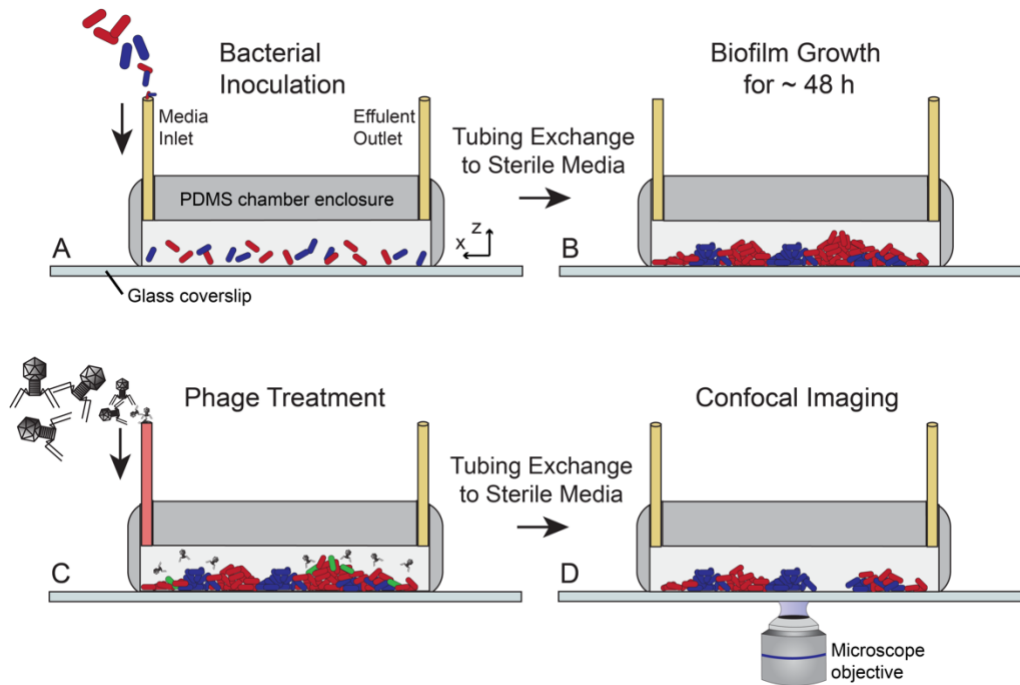 Bacterial
Inoculation
Media
Inlet
Effulent
Outlet
PDMS chamber enclosure
z
x
A
Glass coverslip
Tubing Exchange
to Sterile Media
Biofilm Growth
for ~ 48 h
B
Phage Treatment
C
Tubing Exchange
to Sterile Media
Confocal Imaging
D
Microscope
objective